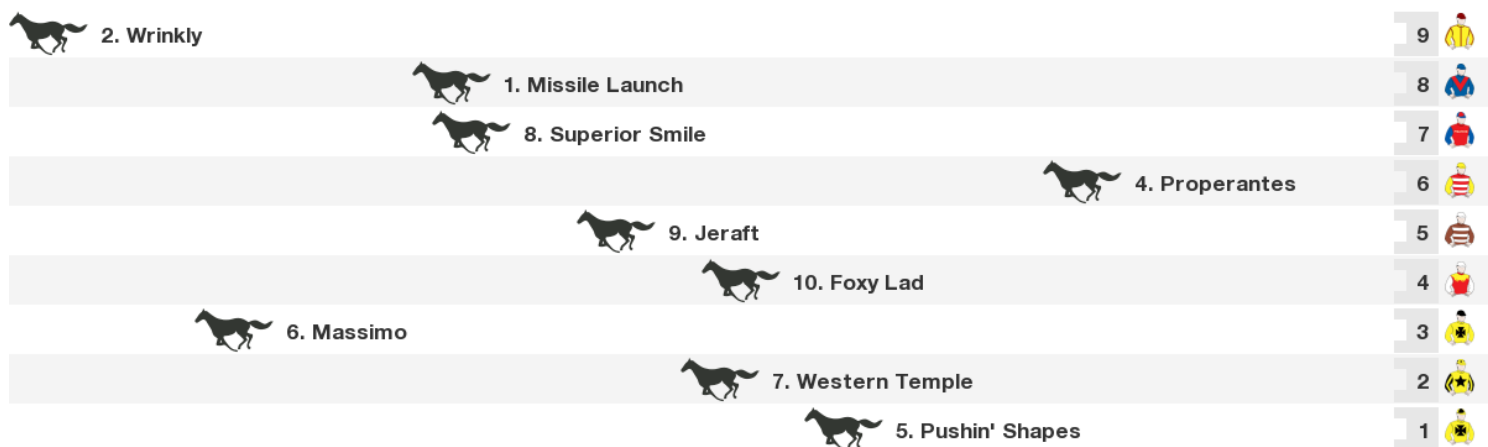 2. Wrinkly 9
1. Missile Launch 8
8. Superior Smile 7
4. Properantes 6
9. Jeraft 5
10. Foxy Lad 4
6. Massimo 3
7. Western Temple 2
5. Pushin' Shapes 1